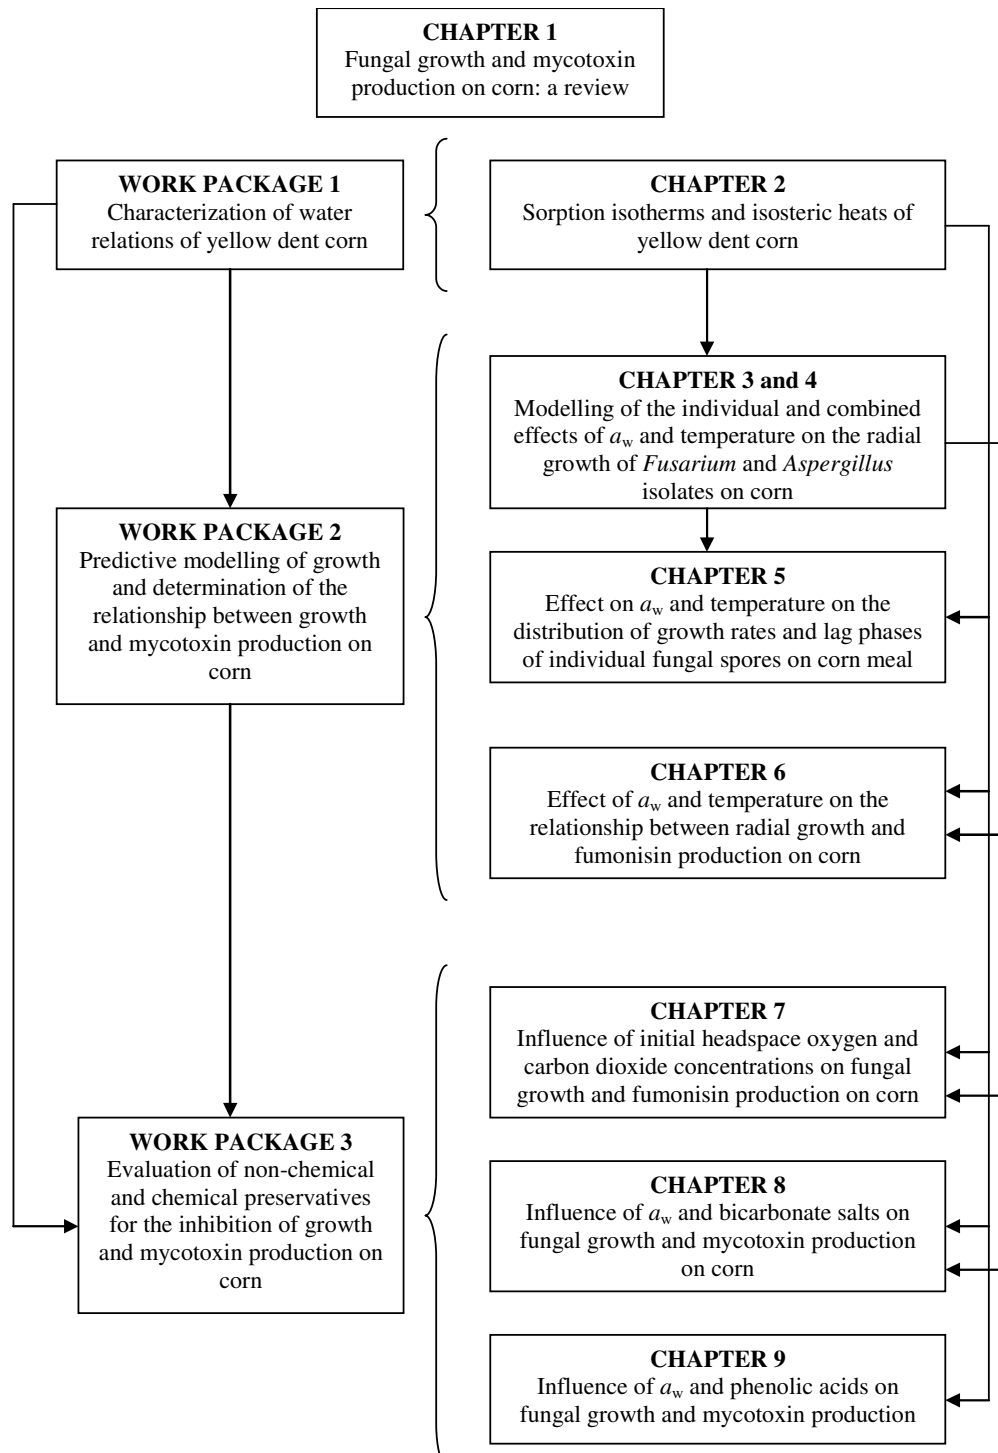 CHAPTER 1
Fungal growth and mycotoxin
production on corn: a review
WORK PACKAGE 1
Characterization of water
relations of yellow dent corn
CHAPTER 2
Sorption isotherms and isosteric heats of
yellow dent corn
CHAPTER 3 and 4
Modelling of the individual and combined
effects of aw and temperature on the radial
growth of Fusarium and Aspergillus
isolates on corn
WORK PACKAGE 2
Predictive modelling of growth
and determination of the
relationship between growth
and mycotoxin production on
corn
CHAPTER 5
Effect on aw and temperature on the
distribution of growth rates and lag phases
of individual fungal spores on corn meal
CHAPTER 6
Effect of aw and temperature on the
relationship between radial growth and
fumonisin production on corn
CHAPTER 7
Influence of initial headspace oxygen and
carbon dioxide concentrations on fungal
growth and fumonisin production on corn
WORK PACKAGE 3
Evaluation of non-chemical
and chemical preservatives
for the inhibition of growth
and mycotoxin production on
corn
CHAPTER 8
Influence of aw and bicarbonate salts on
fungal growth and mycotoxin production
on corn
CHAPTER 9
Influence of aw and phenolic acids on
fungal growth and mycotoxin production